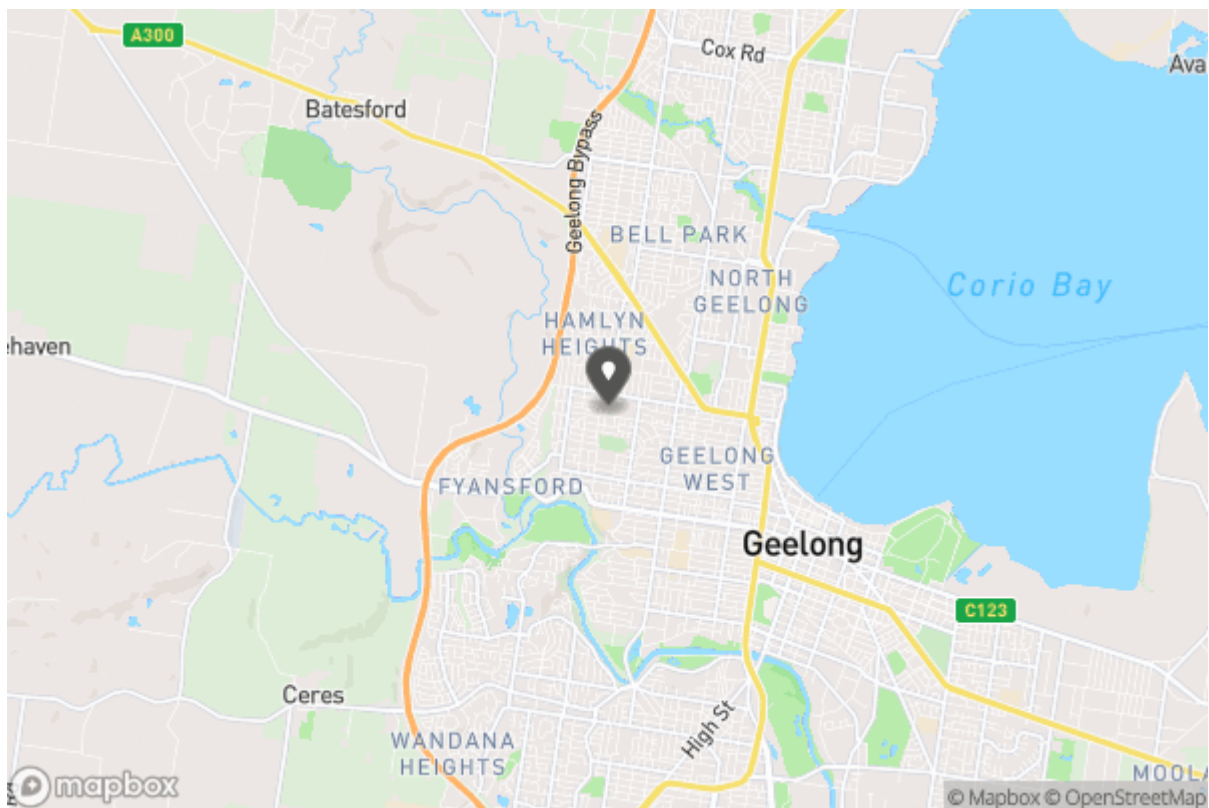 A300
Cox Rd
Ava
Batesford
Geelong Bypass
BELL PARK
NORTH
GEELONG
Corio Bay
HAMLYN
HEIGHTS
ehaven
GEELONG
WEST
FYANSFORD
Geelong
C123
Ceres
High St
WANDANA
HEIGHTS
MOOLA
mapbox
© Mapbox © OpenStreetMap